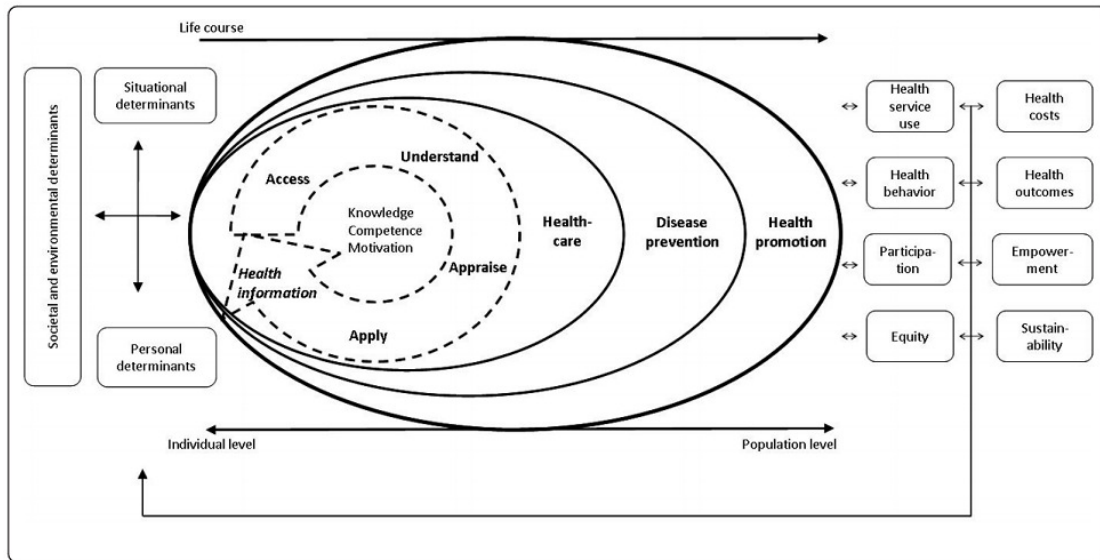 Life course
Societal and environmental determinants
Situational
determinants
Personal
determinants
Access
Understand
Knowledge
Competence
Motivation
Health
information
Appraise
Apply
Health-
care
Disease
prevention
Health
promotion
Health
service
use
Health
costs
Health
behavior
Health
outcomes
Participa-
tion
Empower-
ment
Equity
Sustain-
ability
Individual level
Population level